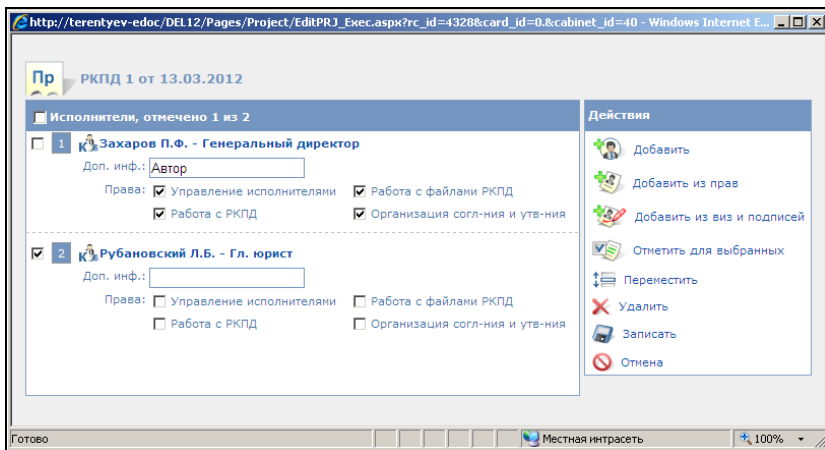 http://terentyev-edoc/DEL12/Pages/Project/EditPRJ_Exec.aspx?rc_id=4328&card_id=0.&cabinet_id=40 - Windows Internet E...
Пр РКПД 1 от 13.03.2012
Исполнители, отмечено 1 из 2
1 Захаров П.Ф. - Генеральный директор
Доп. инф.: Автор
Права: Управление исполнителями Работа с файлами РКПД
Работа с РКПД Организация согл-ния и утв-ния
2 Рубановский Л.Б. - Гл. юрист
Доп. инф.:
Права: Управление исполнителями Работа с файлами РКПД
Работа с РКПД Организация согл-ния и утв-ния
Действия
Добавить
Добавить из прав
Добавить из виз и подписей
Отметить для выбранных
Переместить
Удалить
Записать
Отмена
Готово Местная интрасеть 100%